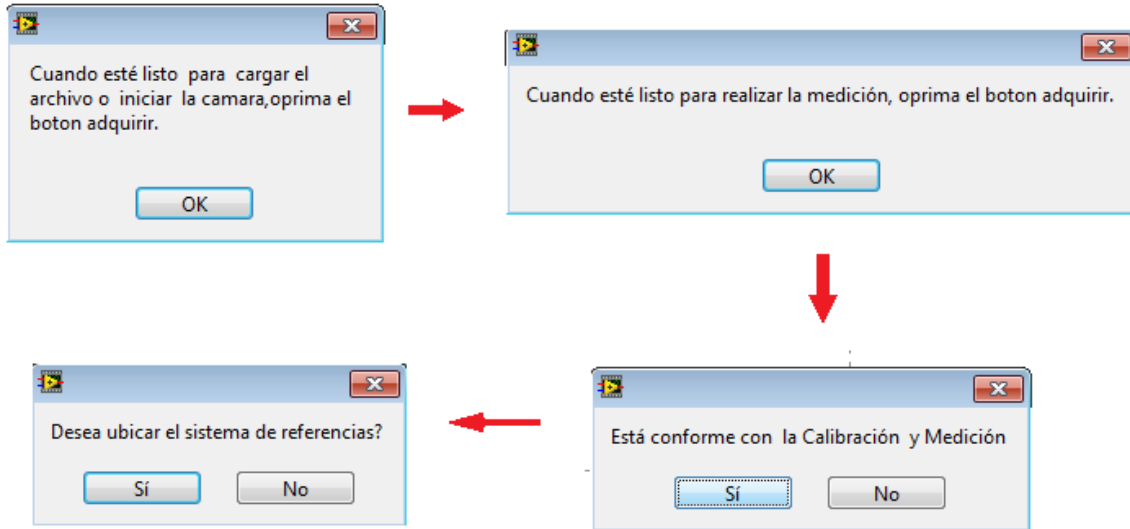 Cuando esté listo para cargar el
archivo o iniciar la camara,oprima el
boton adquirir.
OK
Cuando esté listo para realizar la medición, oprima el boton adquirir.
OK
Está conforme con la Calibración y Medición
Sí No
Desea ubicar el sistema de referencias?
Sí No